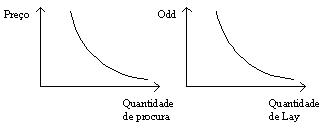 Preço
Quantidade
de procura
Odd
Quantidade
de Lay